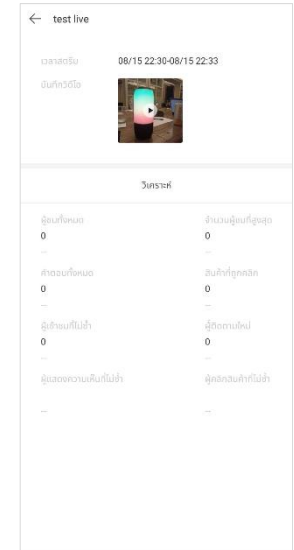 test live
เวลาสตรีม 08/15 22:30-08/15 22:33
บันทึกวิดีโอ
วิเคราะห์
ผู้ชมทั้งหมด จำนวนผู้ชมที่สูงสุด
0 0
-- --
คำตอบทั้งหมด สินค้าที่ถูกคลิก
0 0
-- --
ผู้เข้าชมที่ไม่ซ้ำ ผู้ติดตามใหม่
0 0
-- --
ผู้แสดงความเห็นที่ไม่ซ้ำ ผู้คลิกสินค้าที่ไม่ซ้ำ
-- --